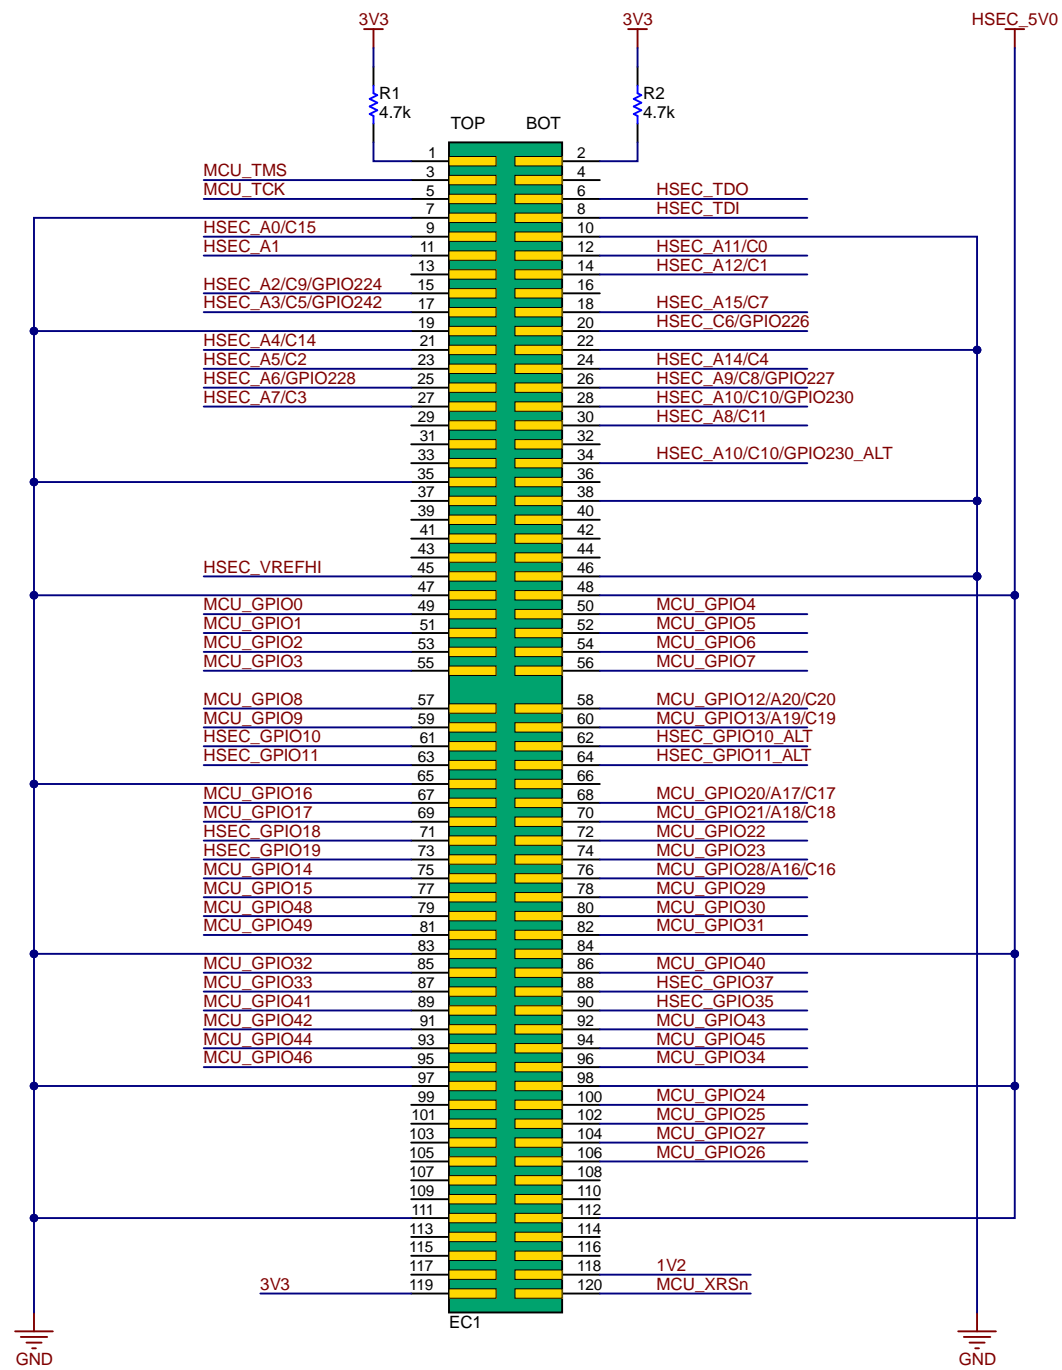 3V3 3V3 HSEC_5V0
R1 R2
4.7k 4.7k
TOP BOT
1 2
MCU_TMS 3 4
MCU_TCK 5 6 HSEC_TDO
7 8 HSEC_TDI
HSEC_A0/C15 9 10
HSEC_A1 11 12 HSEC_A11/C0
13 14 HSEC_A12/C1
HSEC_A2/C9/GPIO224 15 16
HSEC_A3/C5/GPIO242 17 18 HSEC_A15/C7
19 20 HSEC_C6/GPIO226
HSEC_A4/C14 21 22
HSEC_A5/C2 23 24 HSEC_A14/C4
HSEC_A6/GPIO228 25 26 HSEC_A9/C8/GPIO227
HSEC_A7/C3 27 28 HSEC_A10/C10/GPIO230
29 30 HSEC_A8/C11
31 32
33 34 HSEC_A10/C10/GPIO230_ALT
35 36
37 38
39 40
41 42
43 44
HSEC_VREFHI 45 46
47 48
MCU_GPIO0 49 50 MCU_GPIO4
MCU_GPIO1 51 52 MCU_GPIO5
MCU_GPIO2 53 54 MCU_GPIO6
MCU_GPIO3 55 56 MCU_GPIO7
MCU_GPIO8 57 58 MCU_GPIO12/A20/C20
MCU_GPIO9 59 60 MCU_GPIO13/A19/C19
HSEC_GPIO10 61 62 HSEC_GPIO10_ALT
HSEC_GPIO11 63 64 HSEC_GPIO11_ALT
65 66
MCU_GPIO16 67 68 MCU_GPIO20/A17/C17
MCU_GPIO17 69 70 MCU_GPIO21/A18/C18
HSEC_GPIO18 71 72 MCU_GPIO22
HSEC_GPIO19 73 74 MCU_GPIO23
MCU_GPIO14 75 76 MCU_GPIO28/A16/C16
MCU_GPIO15 77 78 MCU_GPIO29
MCU_GPIO48 79 80 MCU_GPIO30
MCU_GPIO49 81 82 MCU_GPIO31
83 84
MCU_GPIO32 85 86 MCU_GPIO40
MCU_GPIO33 87 88 HSEC_GPIO37
MCU_GPIO41 89 90 HSEC_GPIO35
MCU_GPIO42 91 92 MCU_GPIO43
MCU_GPIO44 93 94 MCU_GPIO45
MCU_GPIO46 95 96 MCU_GPIO34
97 98
99 100 MCU_GPIO24
101 102 MCU_GPIO25
103 104 MCU_GPIO27
105 106 MCU_GPIO26
107 108
109 110
111 112
113 114
115 116
117 118 1V2
3V3 119 120 MCU_XRSn
EC1
GND GND